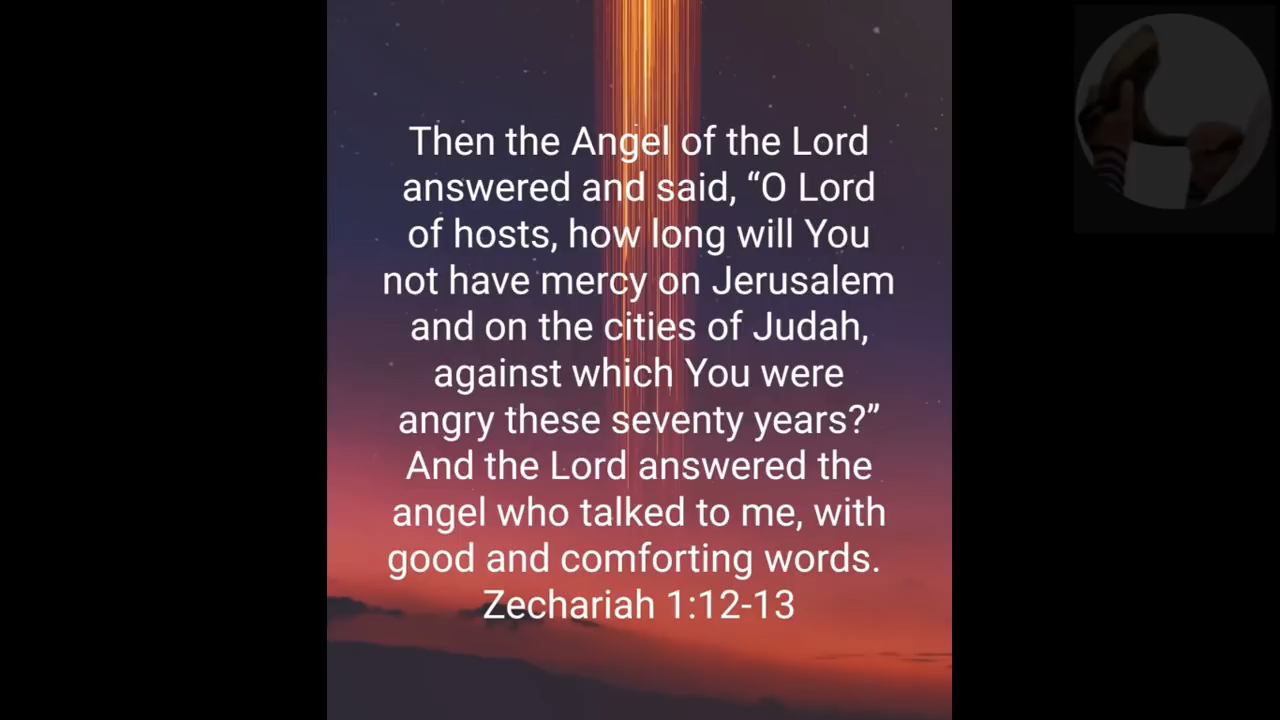 Then the Angel of the Lord
answered and said, “O Lord
of hosts, how long will You
not have mercy on Jerusalem
and on the cities of Judah,
against which You were
angry these seventy years?”
And the Lord answered the
angel who talked to me, with
good and comforting words.
Zechariah 1:12-13